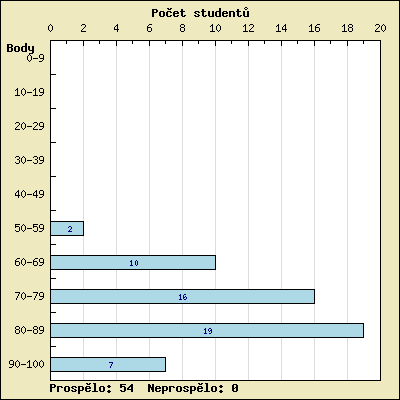 Počet studentů
0 2 4 6 8 10 12 14 16 18 20
Body
0-9
10-19
20-29
30-39
40-49
50-59 2
60-69 10
70-79 16
80-89 19
90-100 7
Prospělo: 54 Neprospělo: 0